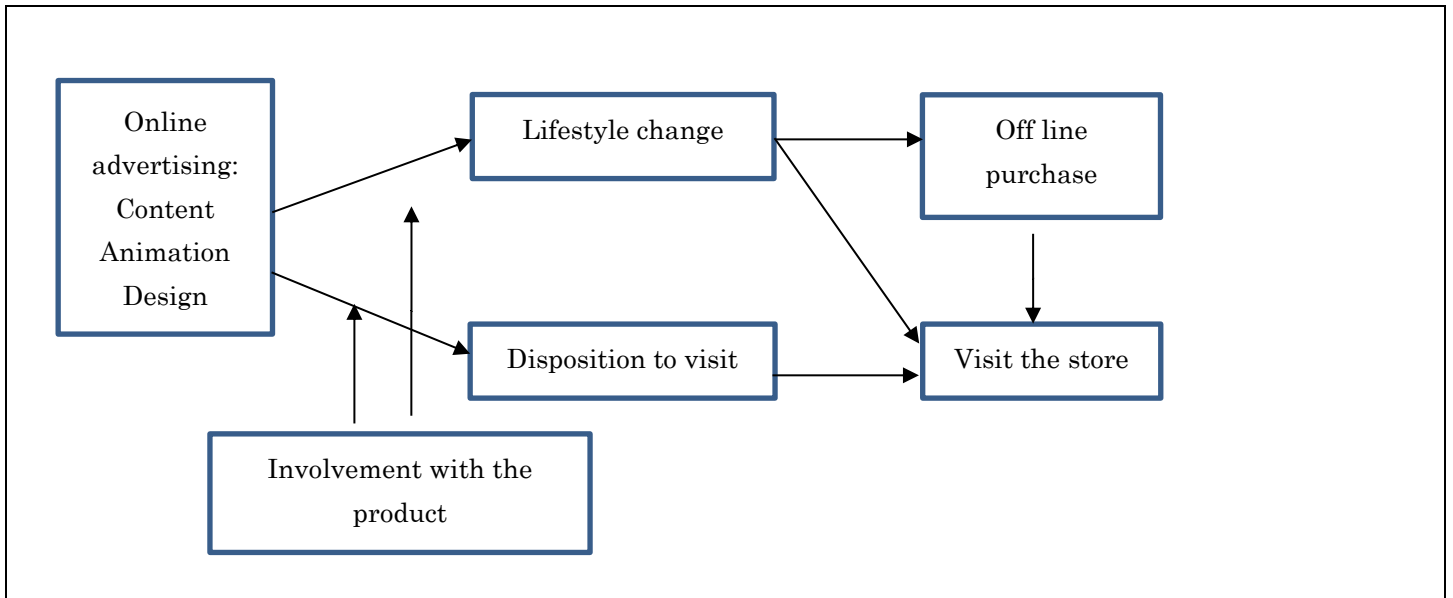 Online
advertising:
Content
Animation
Design
Lifestyle change
Off line
purchase
Disposition to visit
Visit the store
Involvement with the
product